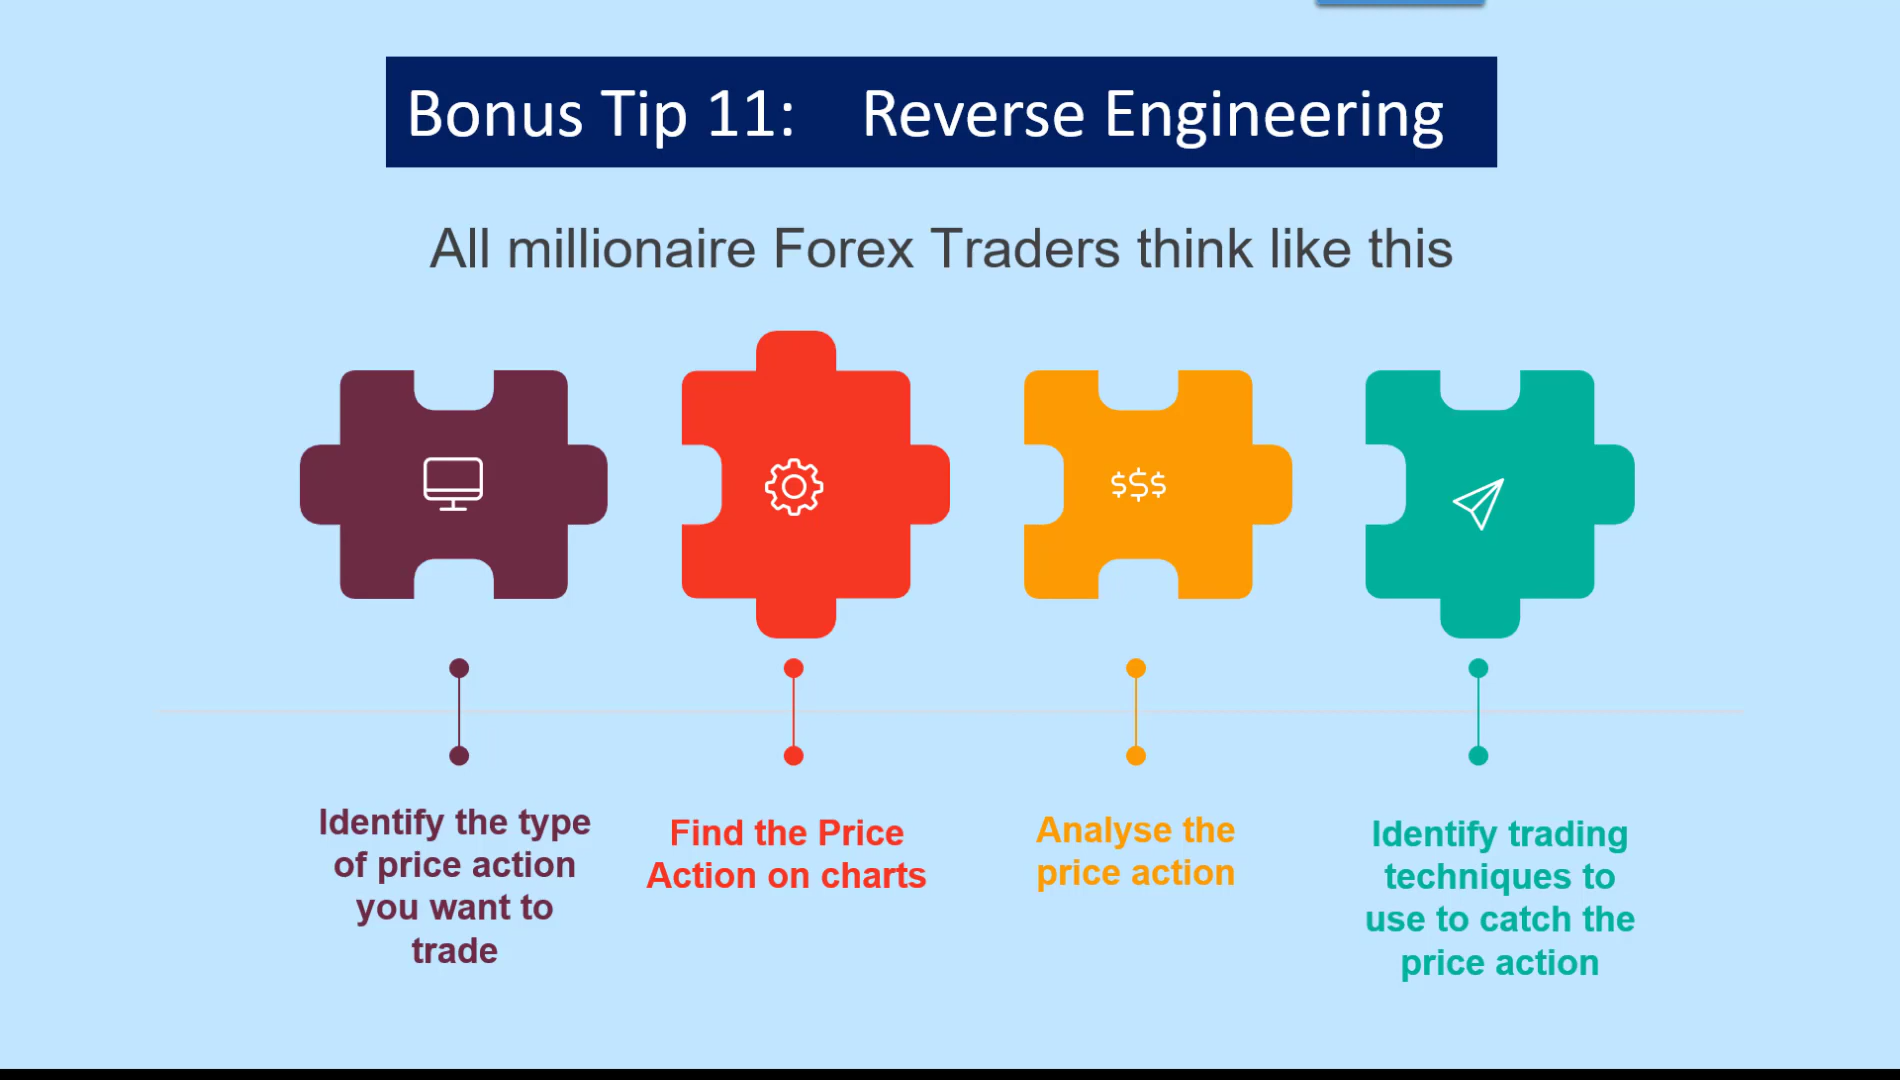 Bonus Tip 11: Reverse Engineering
All millionaire Forex Traders think like this
$$$
Identify the type
of price action
you want to
trade
Find the Price
Action on charts
Analyse the
price action
Identify trading
techniques to
use to catch the
price action